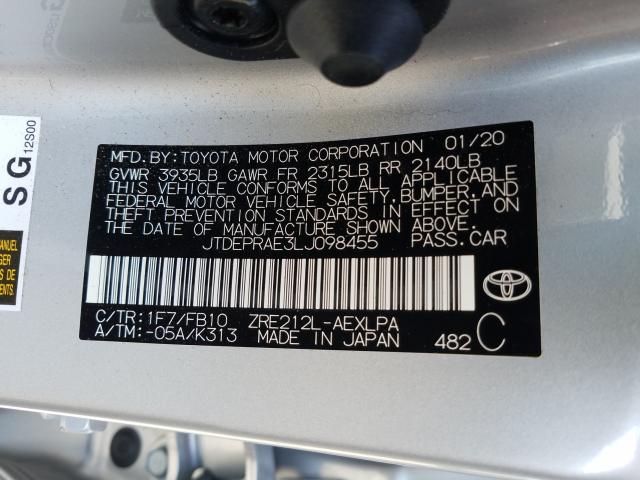 MFD.BY:TOYOTA MOTOR CORPORATION 01/20
GVWR 3935LB GAWR FR 2315LB RR 2140LB
THIS VEHICLE CONFORMS TO ALL APPLICABLE
FEDERAL MOTOR VEHICLE SAFETY,BUMPER,AND
THEFT PREVENTION STANDARDS IN EFFECT ON
THE DATE OF MANUFACTURE SHOWN ABOVE.
JTDEPRAE3LJ098455 PASS.CAR
C/TR:1F7/FB10 ZRE212L-AEXLPA
A/TM:-05A/K313 MADE IN JAPAN 482 C
SG 12S00